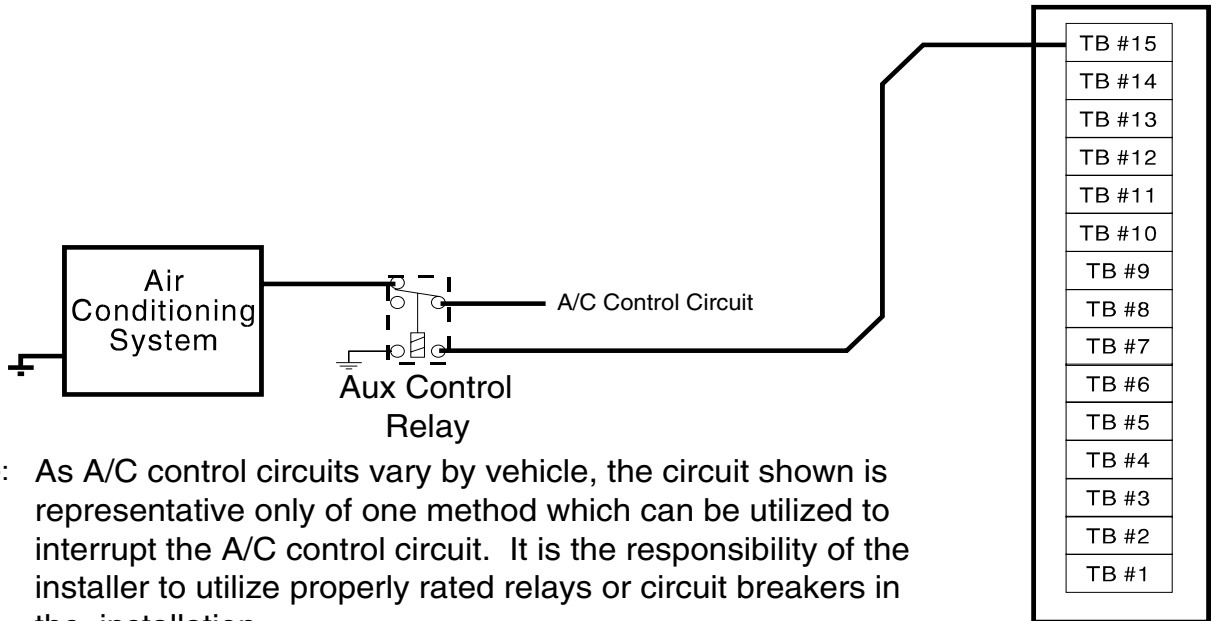 TB #15
TB #14
TB #13
TB #12
TB #11
TB #10
TB #9
TB #8
TB #7
TB #6
TB #5
TB #4
TB #3
TB #2
TB #1
Air
Conditioning
System
A/C Control Circuit
Aux Control
Relay
As A/C control circuits vary by vehicle, the circuit shown is
representative only of one method which can be utilized to
interrupt the A/C control circuit. It is the responsibility of the
installer to utilize properly rated relays or circuit breakers in
the installation